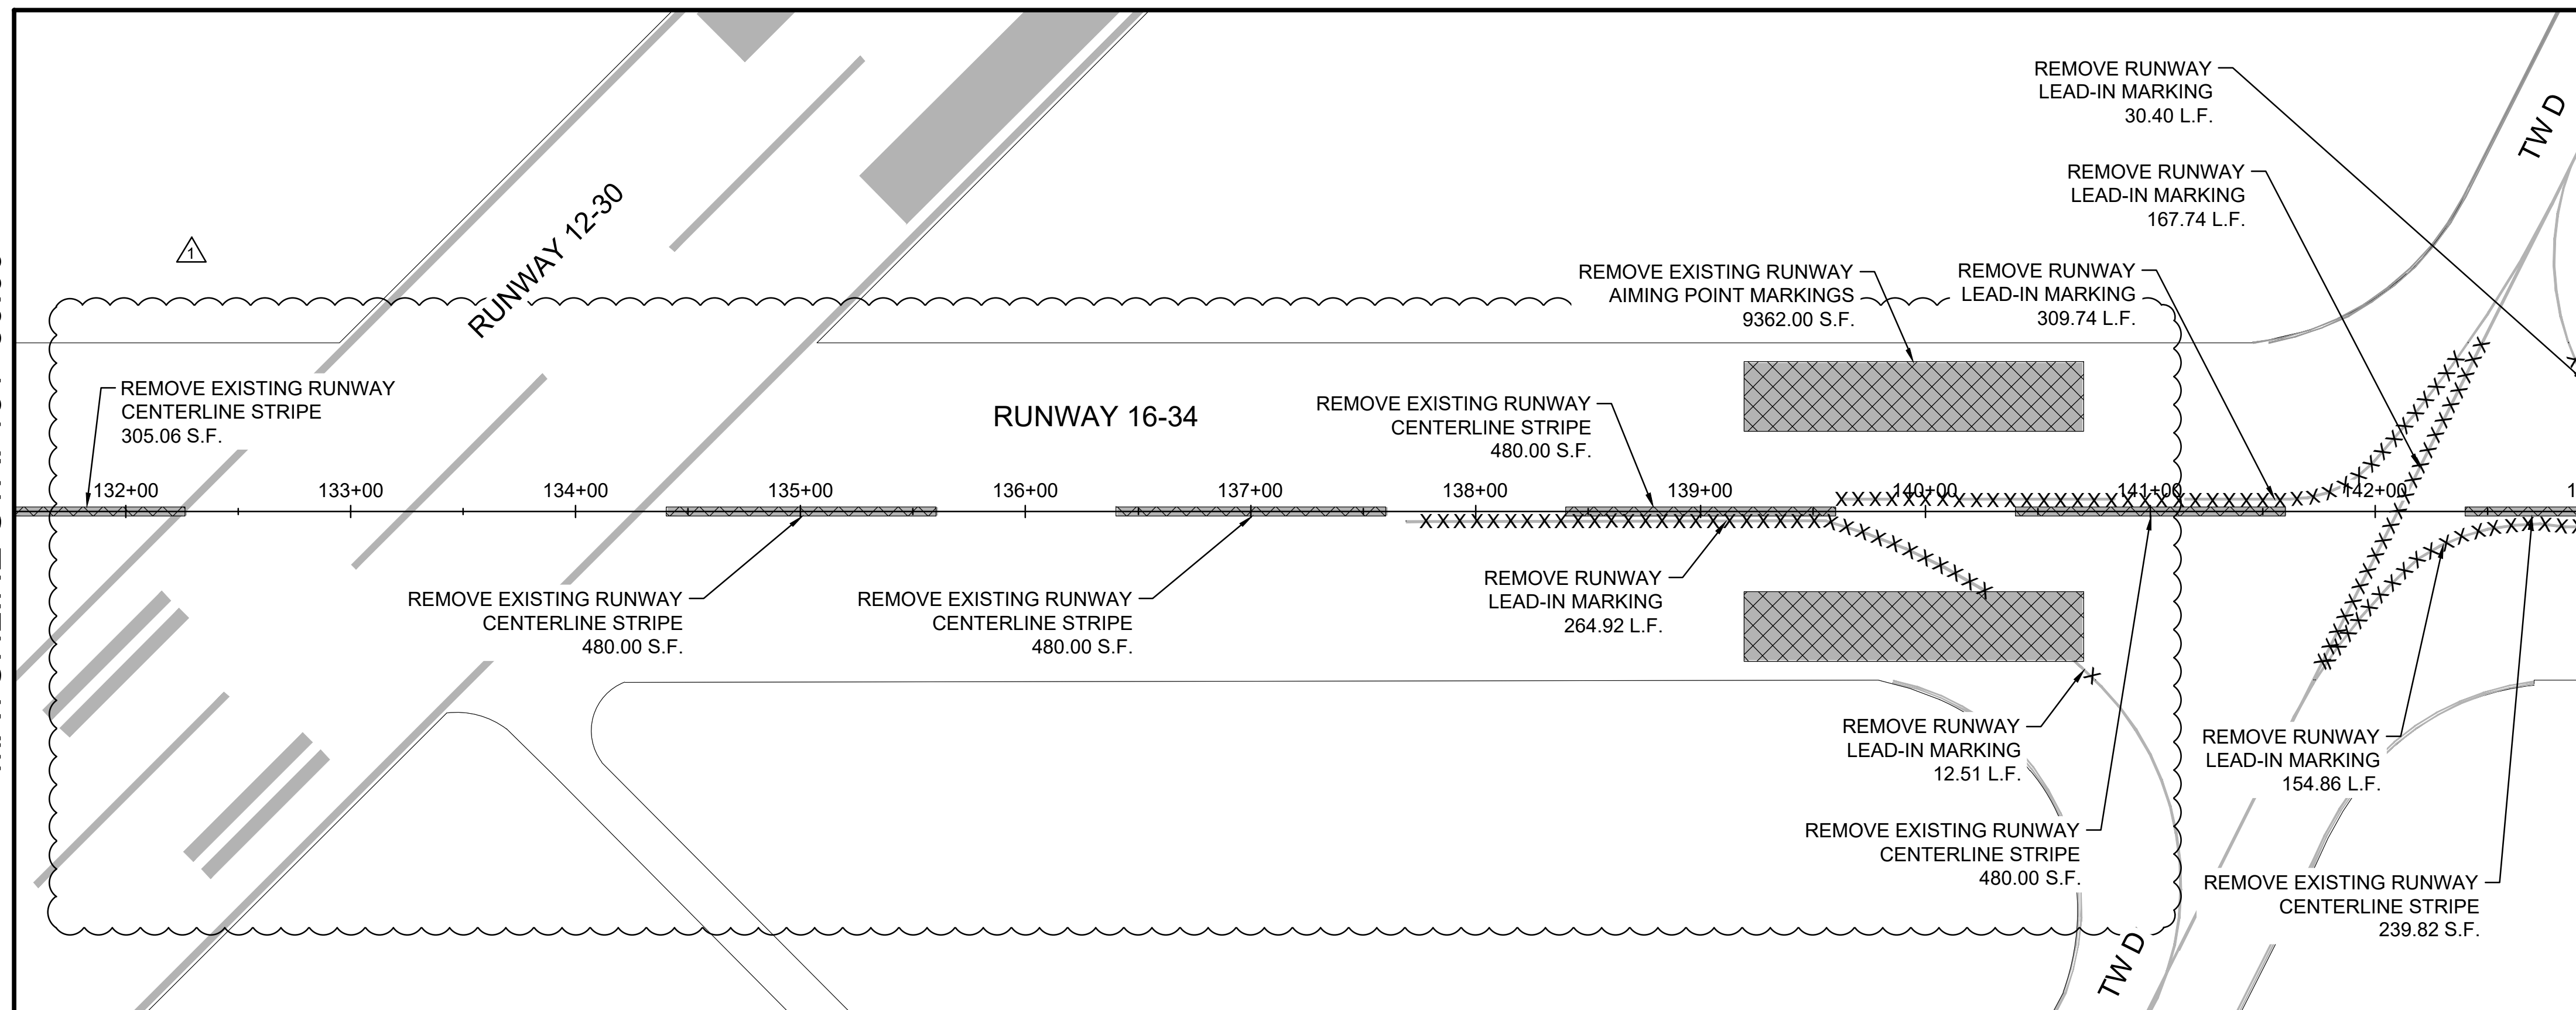 REMOVE RUNWAY
LEAD-IN MARKING
30.40 L.F.
TW D
REMOVE RUNWAY
LEAD-IN MARKING
167.74 L.F.
RUNWAY 12-30
1
REMOVE EXISTING RUNWAY
AIMING POINT MARKINGS
9362.00 S.F.
REMOVE RUNWAY
LEAD-IN MARKING
309.74 L.F.
REMOVE EXISTING RUNWAY
CENTERLINE STRIPE
305.06 S.F.
RUNWAY 16-34
REMOVE EXISTING RUNWAY
CENTERLINE STRIPE
480.00 S.F.
132+00
133+00
134+00
135+00
136+00
137+00
138+00
139+00
140+00
141+00
142+00
REMOVE EXISTING RUNWAY
CENTERLINE STRIPE
480.00 S.F.
REMOVE EXISTING RUNWAY
CENTERLINE STRIPE
480.00 S.F.
REMOVE RUNWAY
LEAD-IN MARKING
264.92 L.F.
REMOVE RUNWAY
LEAD-IN MARKING
12.51 L.F.
REMOVE RUNWAY
LEAD-IN MARKING
154.86 L.F.
REMOVE EXISTING RUNWAY
CENTERLINE STRIPE
480.00 S.F.
REMOVE EXISTING RUNWAY
CENTERLINE STRIPE
239.82 S.F.
TW D